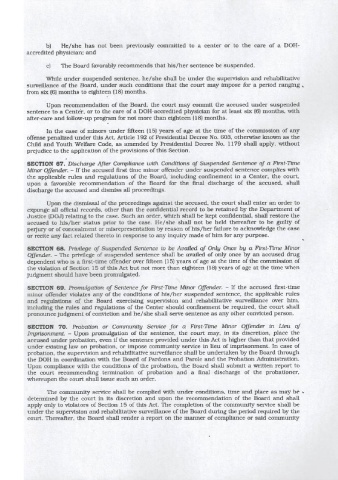 b) He/she has not been previously committed to a center or to the care of a DOH-
accredited physician; and
c) The Board favorably recommends that his/her sentence be suspended.
While under suspended sentence, he/she shall be under the supervision and rehabilitative
surveillance of the Board, under such conditions that the court may impose for a period ranging
from six (6) months to eighteen (18) months.
Upon recommendation of the Board, the court may commit the accused under suspended
sentence to a Center, or to the care of a DOH-accredited physician for at least six (6) months, with
after-care and follow-up program for not more than eighteen (18) months.
In the case of minors under fifteen (15) years of age at the time of the commission of any
offense penalized under this Act, Article 192 of Presidential Decree No. 603, otherwise known as the
Child and Youth Welfare Code, as amended by Presidential Decree No. 1179 shall apply, without
prejudice to the application of the provisions of this Section.
SECTION 67. Discharge After Compliance with Conditions of Suspended Sentence of a First-Time
Minor Offender. – If the accused first time minor offender under suspended sentence complies with
the applicable rules and regulations of the Board, including confinement in a Center, the court,
upon a favorable recommendation of the Board for the final discharge of the accused, shall
discharge the accused and dismiss all proceedings.
Upon the dismissal of the proceedings against the accused, the court shall enter an order to
expunge all official records, other than the confidential record to be retained by the Department of
Justice (DOJ) relating to the case. Such an order, which shall be kept confidential, shall restore the
accused to his/her status prior to the case. He/she shall not be held thereafter to be guilty of
perjury or of concealment or misrepresentation by reason of his/her failure to acknowledge the case
or recite any fact related thereto in response to any inquiry made of him for any purpose.
SECTION 68. Privilege of Suspended Sentence to be Availed of Only Once by a First-Time Minor
Offender. – The privilege of suspended sentence shall be availed of only once by an accused drug
dependent who is a first-time offender over fifteen (15) years of age at the time of the commission of
the violation of Section 15 of this Act but not more than eighteen (18) years of age at the time when
judgment should have been promulgated.
SECTION 69. Promulgation of Sentence for First-Time Minor Offender. – If the accused first-time
minor offender violates any of the conditions of his/her suspended sentence, the applicable rules
and regulations of the Board exercising supervision and rehabilitative surveillance over him,
including the rules and regulations of the Center should confinement be required, the court shall
pronounce judgment of conviction and he/she shall serve sentence as any other convicted person.
SECTION 70. Probation or Community Service for a First-Time Minor Offender in Lieu of
Imprisonment. – Upon promulgation of the sentence, the court may, in its discretion, place the
accused under probation, even if the sentence provided under this Act is higher than that provided
under existing law on probation, or impose community service in lieu of imprisonment. In case of
probation, the supervision and rehabilitative surveillance shall be undertaken by the Board through
the DOH in coordination with the Board of Pardons and Parole and the Probation Administration.
Upon compliance with the conditions of the probation, the Board shall submit a written report to
the court recommending termination of probation and a final discharge of the probationer,
whereupon the court shall issue such an order.
The community service shall be complied with under conditions, time and place as may be
determined by the court in its discretion and upon the recommendation of the Board and shall
apply only to violators of Section 15 of this Act. The completion of the community service shall be
under the supervision and rehabilitative surveillance of the Board during the period required by the
court. Thereafter, the Board shall render a report on the manner of compliance of said community